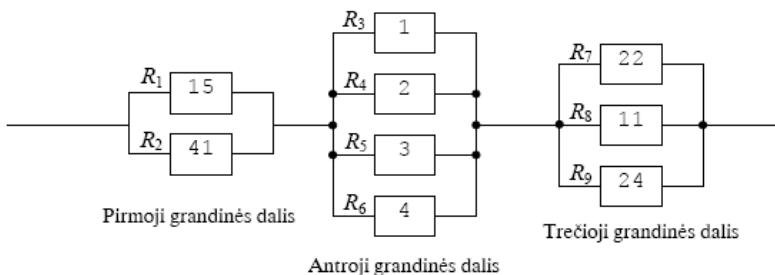 R1 15
R2 41
Pirmoji grandinės dalis
R3 1
R4 2
R5 3
R6 4
Antroji grandinės dalis
R7 22
R8 11
R9 24
Trečioji grandinės dalis